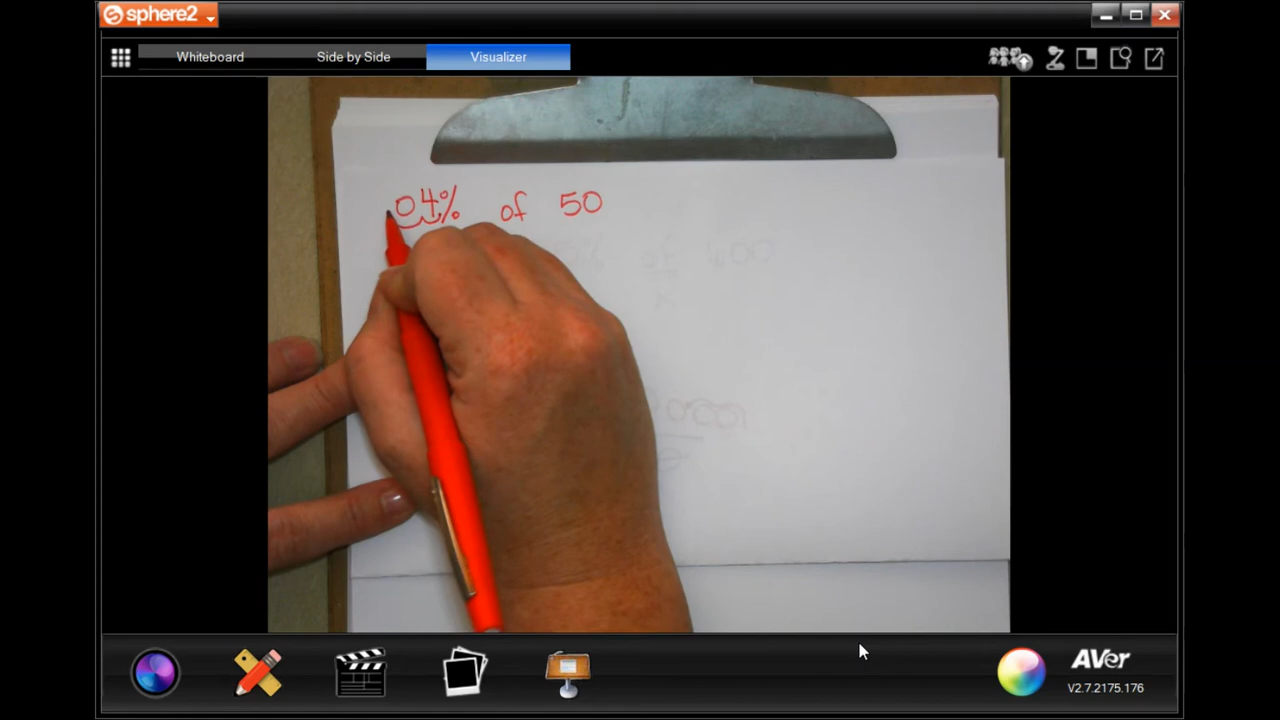 sphere2
Whiteboard Side by Side Visualizer
04% of 50
AVer
V2.7.2175.176